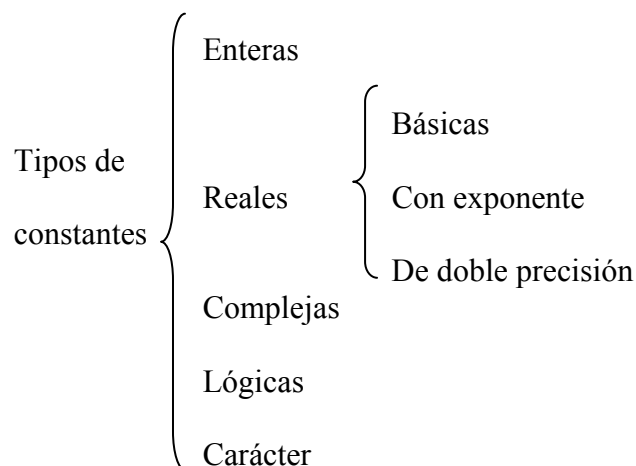 Tipos de
constantes
Enteras
Reales
Básicas
Con exponente
De doble precisión
Complejas
Lógicas
Carácter